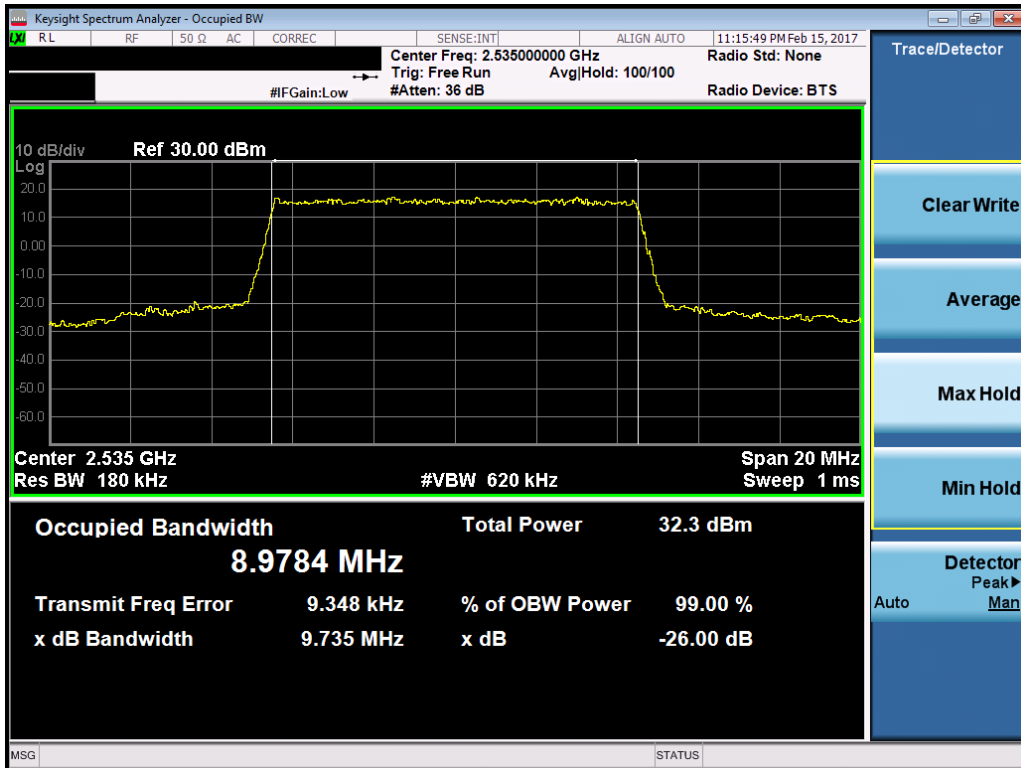 Keysight Spectrum Analyzer - Occupied BW
LXI RL RF 50 Ω AC CORREC SENSE:INT ALIGN AUTO 11:15:49 PM Feb 15, 2017
Center Freq: 2.535000000 GHz Radio Std: None
Trig: Free Run Avg|Hold: 100/100
#IFGain:Low #Atten: 36 dB Radio Device: BTS
10 dB/div Ref 30.00 dBm
Log
20.0
10.0
0.00
-10.0
-20.0
-30.0
-40.0
-50.0
-60.0
Center 2.535 GHz Span 20 MHz
Res BW 180 kHz #VBW 620 kHz Sweep 1 ms
Occupied Bandwidth Total Power 32.3 dBm
8.9784 MHz
Transmit Freq Error 9.348 kHz % of OBW Power 99.00 %
x dB Bandwidth 9.735 MHz x dB -26.00 dB
MSG STATUS
Trace/Detector
Clear Write
Average
Max Hold
Min Hold
Detector
Peak▶
Auto Man